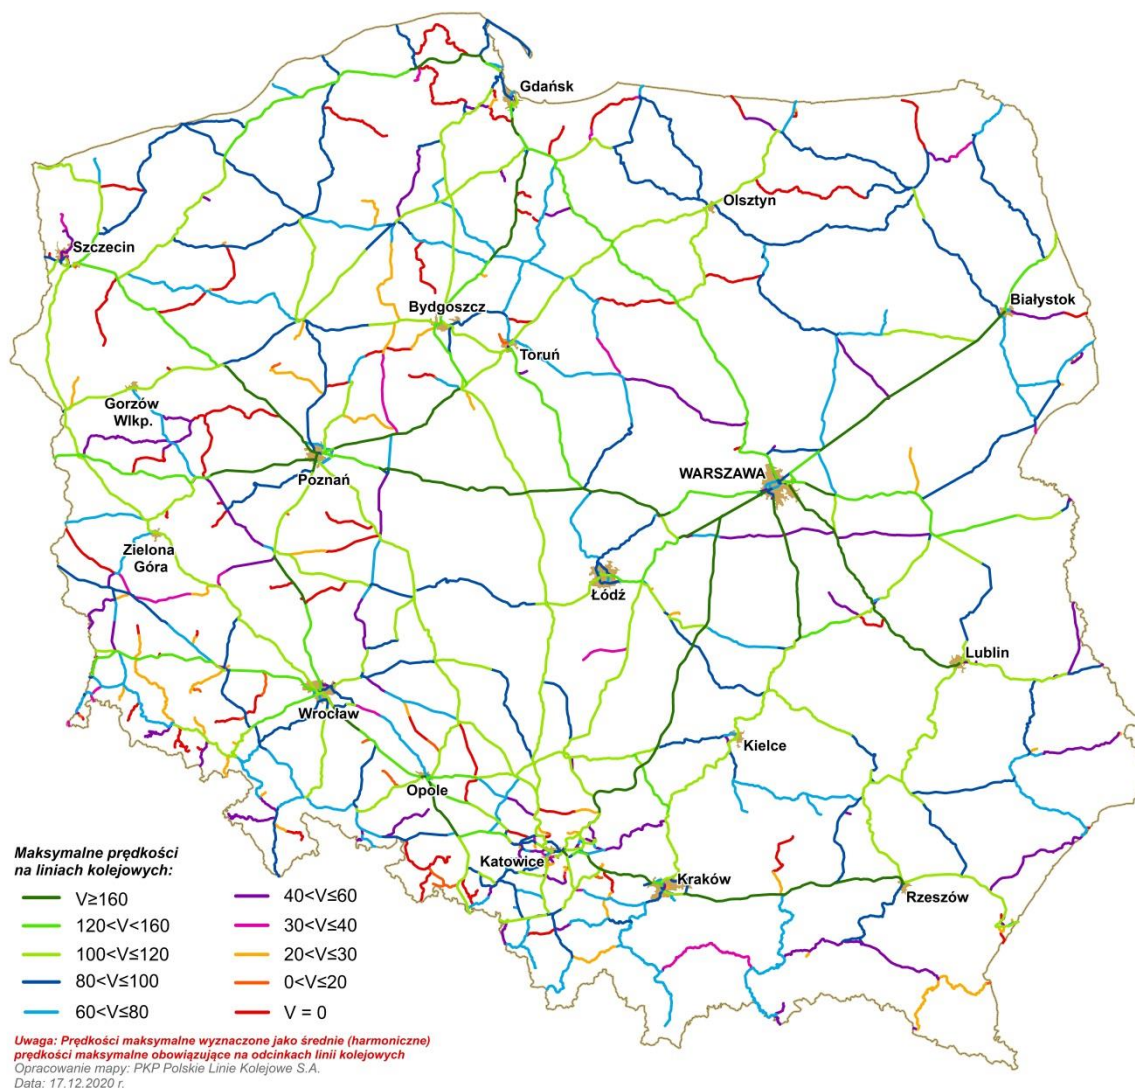 Gdańsk
Olsztyn
Szczecin
Białystok
Bydgoszcz
Toruń
Gorzów
Wlkp.
WARSZAWA
Poznań
Zielona
Góra
Łódź
Lublin
Wrocław
Kielce
Opole
Katowice
Kraków
Rzeszów
Maksymalne prędkości
na liniach kolejowych:
V≥160
120<V<160
100<V≤120
80<V≤100
60<V≤80
40<V≤60
30<V≤40
20<V≤30
0<V≤20
V = 0
Uwaga: Prędkości maksymalne wyznaczone jako średnie (harmoniczne)
prędkości maksymalne obowiązujące na odcinkach linii kolejowych
Opracowanie mapy: PKP Polskie Linie Kolejowe S.A.
Data: 17.12.2020 r.